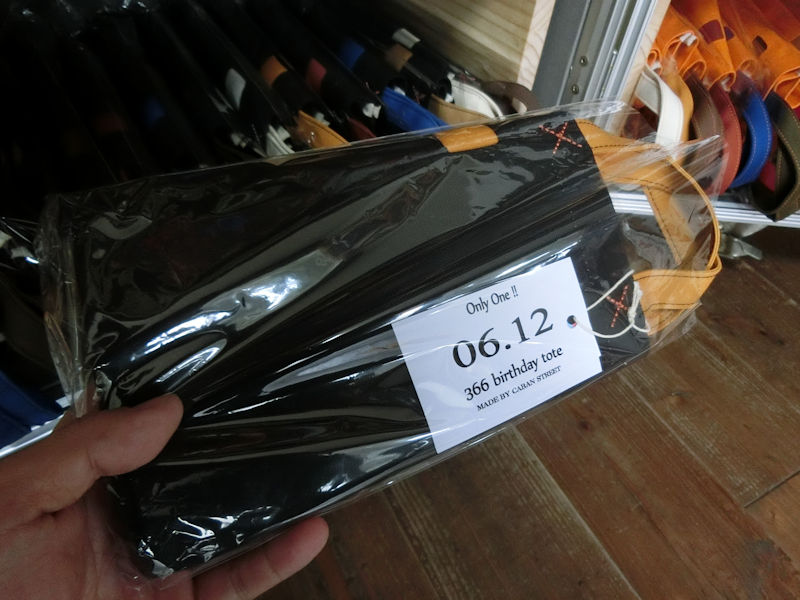 Only One !!
06.12
366 birthday tote
MADE BY CABAN STREET